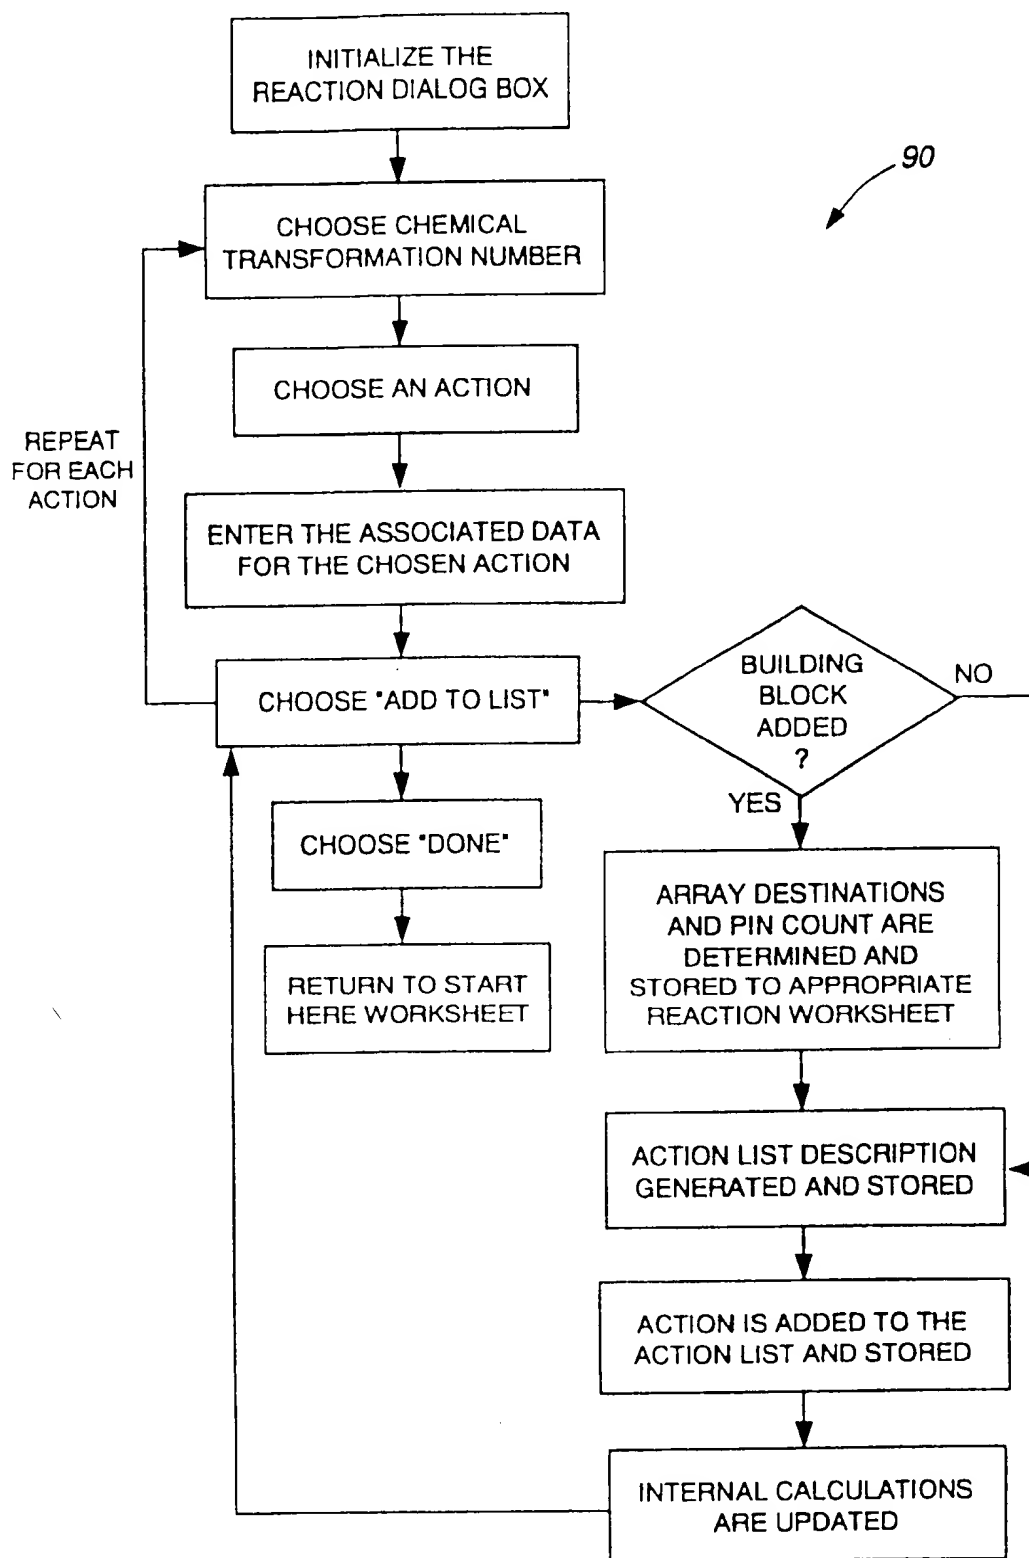 INITIALIZE THE
REACTION DIALOG BOX
90
CHOOSE CHEMICAL
TRANSFORMATION NUMBER
CHOOSE AN ACTION
REPEAT
FOR EACH
ACTION
ENTER THE ASSOCIATED DATA
FOR THE CHOSEN ACTION
CHOOSE "ADD TO LIST"
BUILDING
BLOCK
ADDED
?
NO
YES
CHOOSE "DONE"
RETURN TO START
HERE WORKSHEET
ARRAY DESTINATIONS
AND PIN COUNT ARE
DETERMINED AND
STORED TO APPROPRIATE
REACTION WORKSHEET
ACTION LIST DESCRIPTION
GENERATED AND STORED
ACTION IS ADDED TO THE
ACTION LIST AND STORED
INTERNAL CALCULATIONS
ARE UPDATED